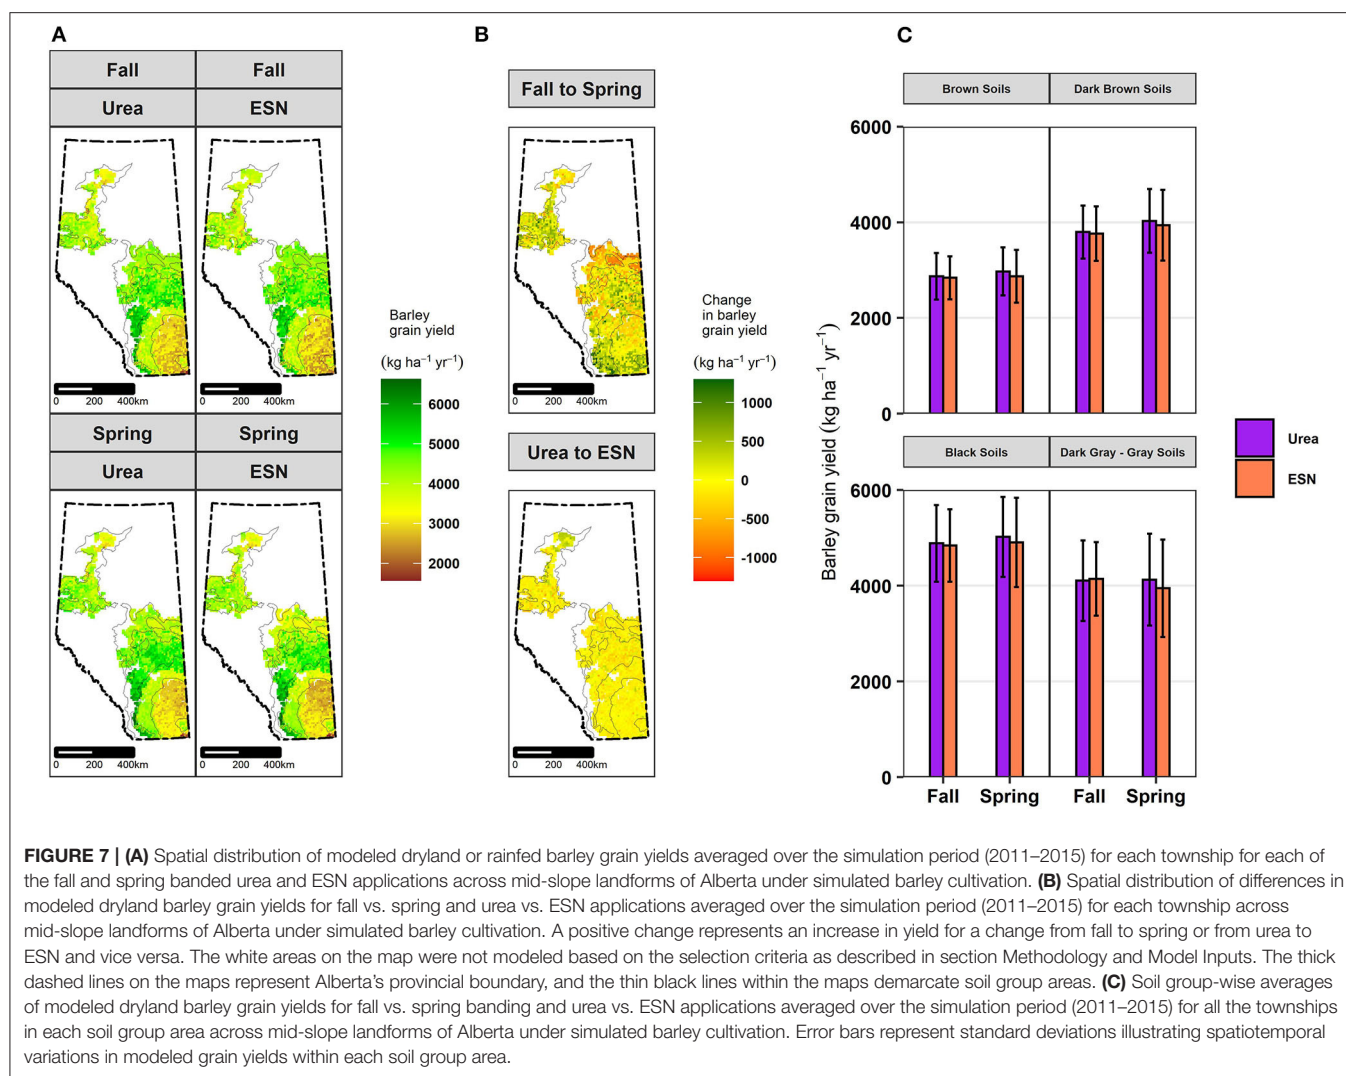 A
B
C
Fall
Fall
Urea
ESN
0 200 400km
0 200 400km
Spring
Spring
Urea
ESN
0 200 400km
0 200 400km
Barley
grain yield
(kg ha⁻¹ yr⁻¹)
6000
5000
4000
3000
2000
Fall to Spring
0 200 400km
Urea to ESN
0 200 400km
Change
in barley
grain yield
(kg ha⁻¹ yr⁻¹)
1000
500
0
-500
-1000
Barley grain yield (kg ha⁻¹ yr⁻¹)
Brown Soils
Dark Brown Soils
6000
4000
2000
0
Black Soils
Dark Gray - Gray Soils
6000
4000
2000
0
Fall
Spring
Fall
Spring
Urea
ESN
FIGURE 7 | (A) Spatial distribution of modeled dryland or rainfed barley grain yields averaged over the simulation period (2011–2015) for each township for each of
the fall and spring banded urea and ESN applications across mid-slope landforms of Alberta under simulated barley cultivation. (B) Spatial distribution of differences in
modeled dryland barley grain yields for fall vs. spring and urea vs. ESN applications averaged over the simulation period (2011–2015) for each township across
mid-slope landforms of Alberta under simulated barley cultivation. A positive change represents an increase in yield for a change from fall to spring or from urea to
ESN and vice versa. The white areas on the map were not modeled based on the selection criteria as described in section Methodology and Model Inputs. The thick
dashed lines on the maps represent Alberta's provincial boundary, and the thin black lines within the maps demarcate soil group areas. (C) Soil group-wise averages
of modeled dryland barley grain yields for fall vs. spring banding and urea vs. ESN applications averaged over the simulation period (2011–2015) for all the townships
in each soil group area across mid-slope landforms of Alberta under simulated barley cultivation. Error bars represent standard deviations illustrating spatiotemporal
variations in modeled grain yields within each soil group area.